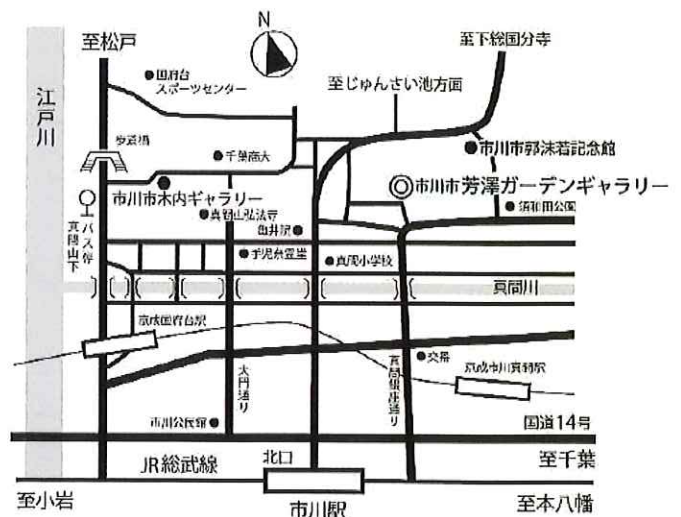 N
至松戸
至下総国分寺
国府台
スポーツセンター
至じゅんさい池方面
江戸川
歩道橋
千葉商大
市川市郭沫若記念館
市川市木内ギャラリー
市川市芳澤ガーデンギャラリー
バス停
真間山下
真間山弘法寺
亀井院
須和田公園
手児奈霊堂
真間小学校
真間川
京成国府台駅
大門通り
真間銀座通り
交番
京成市川真間駅
市川公民館
国道14号
JR総武線
北口
至千葉
至小岩
市川駅
至本八幡